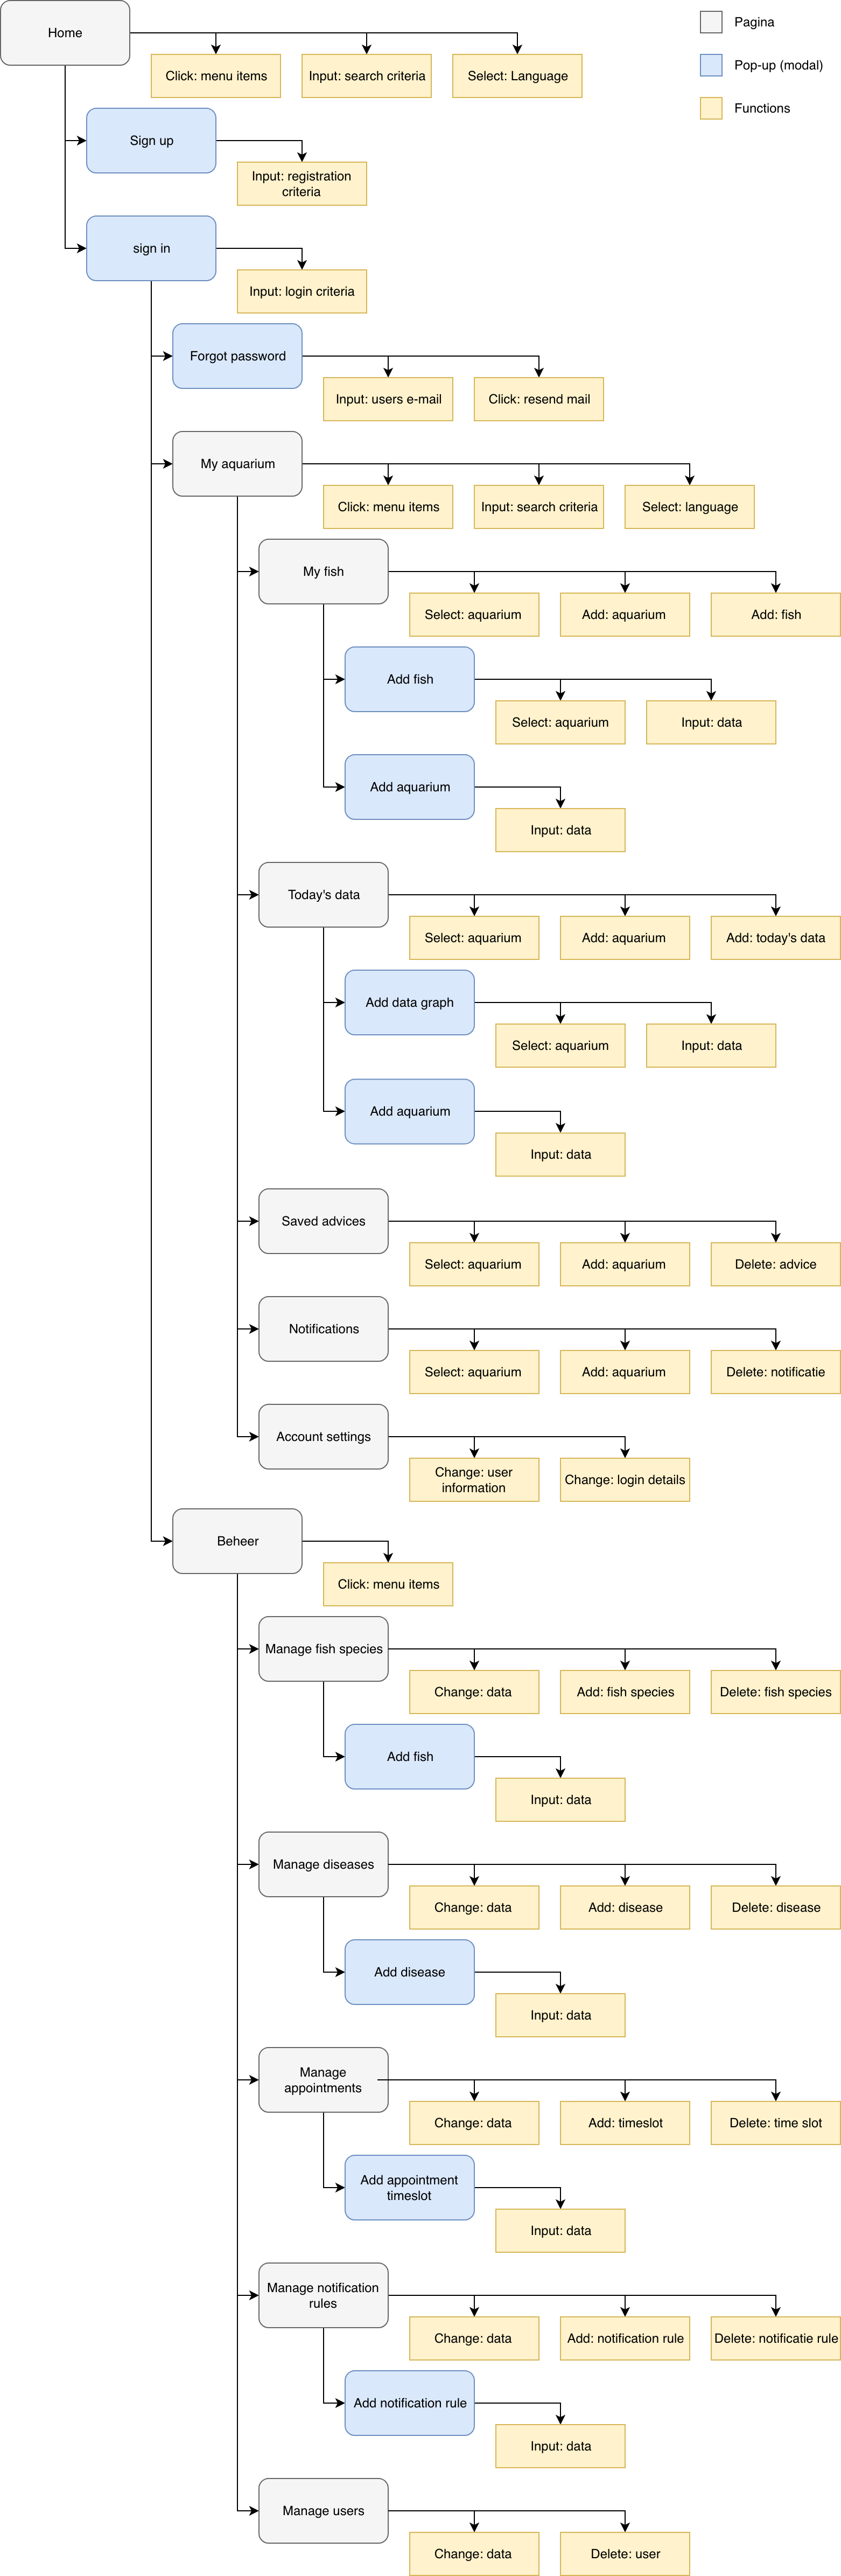 Home
Pagina
Click: menu items
Input: search criteria
Select: Language
Pop-up (modal)
Functions
Sign up
Input: registration
criteria
sign in
Input: login criteria
Forgot password
Input: users e-mail
Click: resend mail
My aquarium
Click: menu items
Input: search criteria
Select: language
My fish
Select: aquarium
Add: aquarium
Add: fish
Add fish
Select: aquarium
Input: data
Add aquarium
Input: data
Today's data
Select: aquarium
Add: aquarium
Add: today's data
Add data graph
Select: aquarium
Input: data
Add aquarium
Input: data
Saved advices
Select: aquarium
Add: aquarium
Delete: advice
Notifications
Select: aquarium
Add: aquarium
Delete: notificatie
Account settings
Change: user
information
Change: login details
Beheer
Click: menu items
Manage fish species
Change: data
Add: fish species
Delete: fish species
Add fish
Input: data
Manage diseases
Change: data
Add: disease
Delete: disease
Add disease
Input: data
Manage
appointments
Change: data
Add: timeslot
Delete: time slot
Add appointment
timeslot
Input: data
Manage notification
rules
Change: data
Add: notification rule
Delete: notificatie rule
Add notification rule
Input: data
Manage users
Change: data
Delete: user